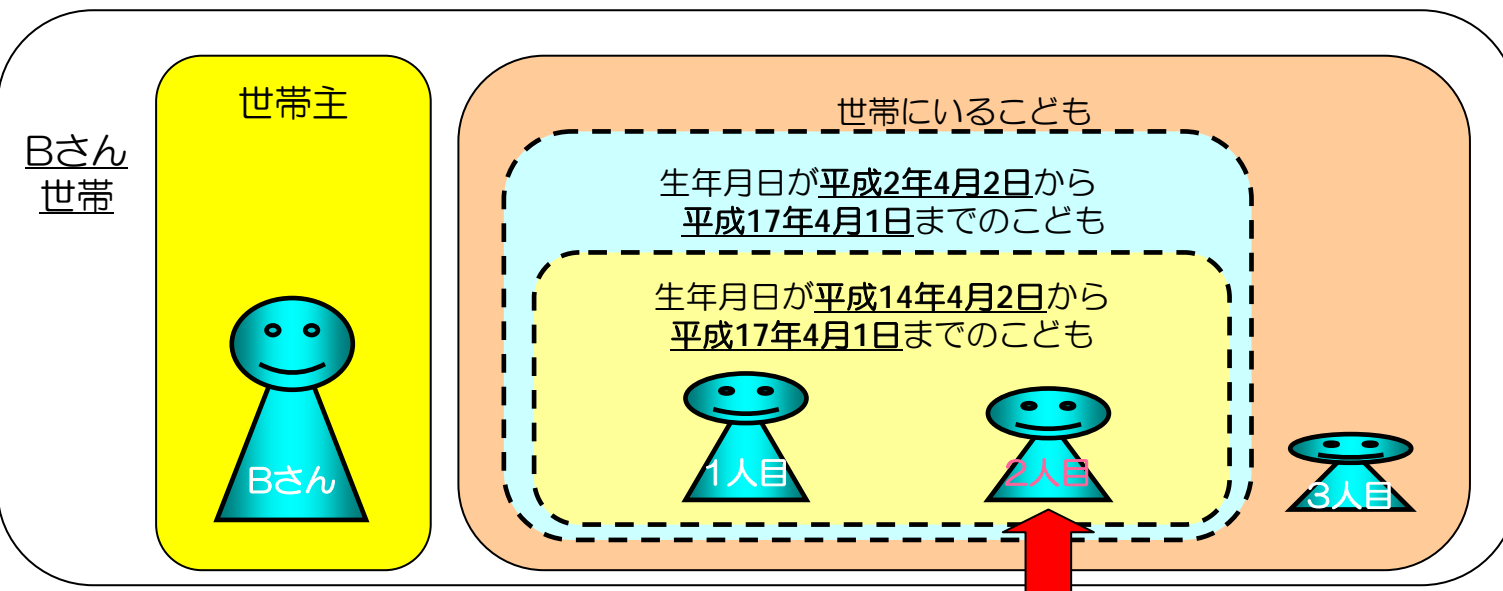 Bさん
世帯
世帯主
Bさん
世帯にいるこども
生年月日が平成2年4月2日から
平成17年4月1日までのこども
生年月日が平成14年4月2日から
平成17年4月1日までのこども
1人目
2人目
3人目